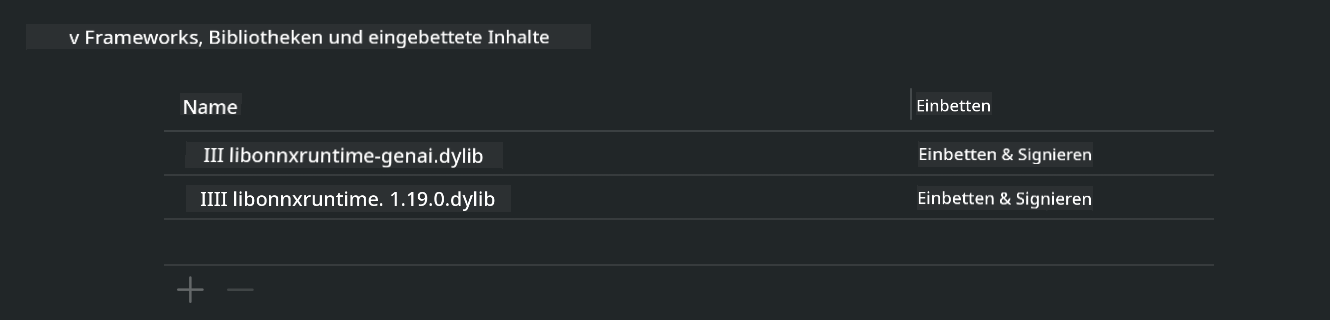 v Frameworks, Bibliotheken und eingebettete Inhalte
Name Einbetten
III libonnxruntime-genai.dylib Einbetten & Signieren
IIII libonnxruntime. 1.19.0.dylib Einbetten & Signieren